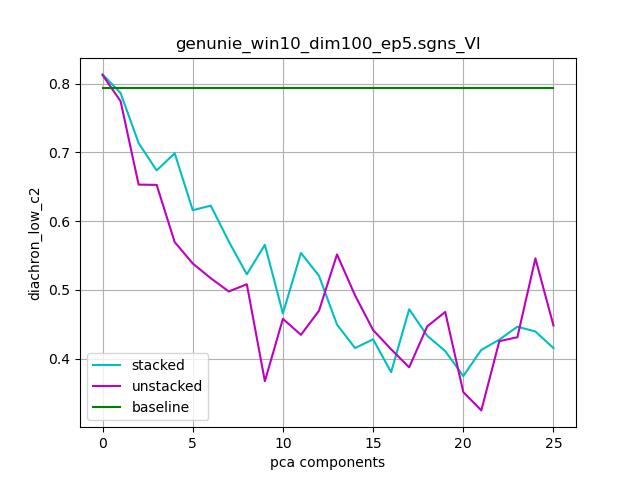 genunie_win10_dim100_ep5.sgns_VI
diachron_low_c2
0.8
0.7
0.6
0.5
0.4
stacked
unstacked
baseline
0 5 10 15 20 25
pca components